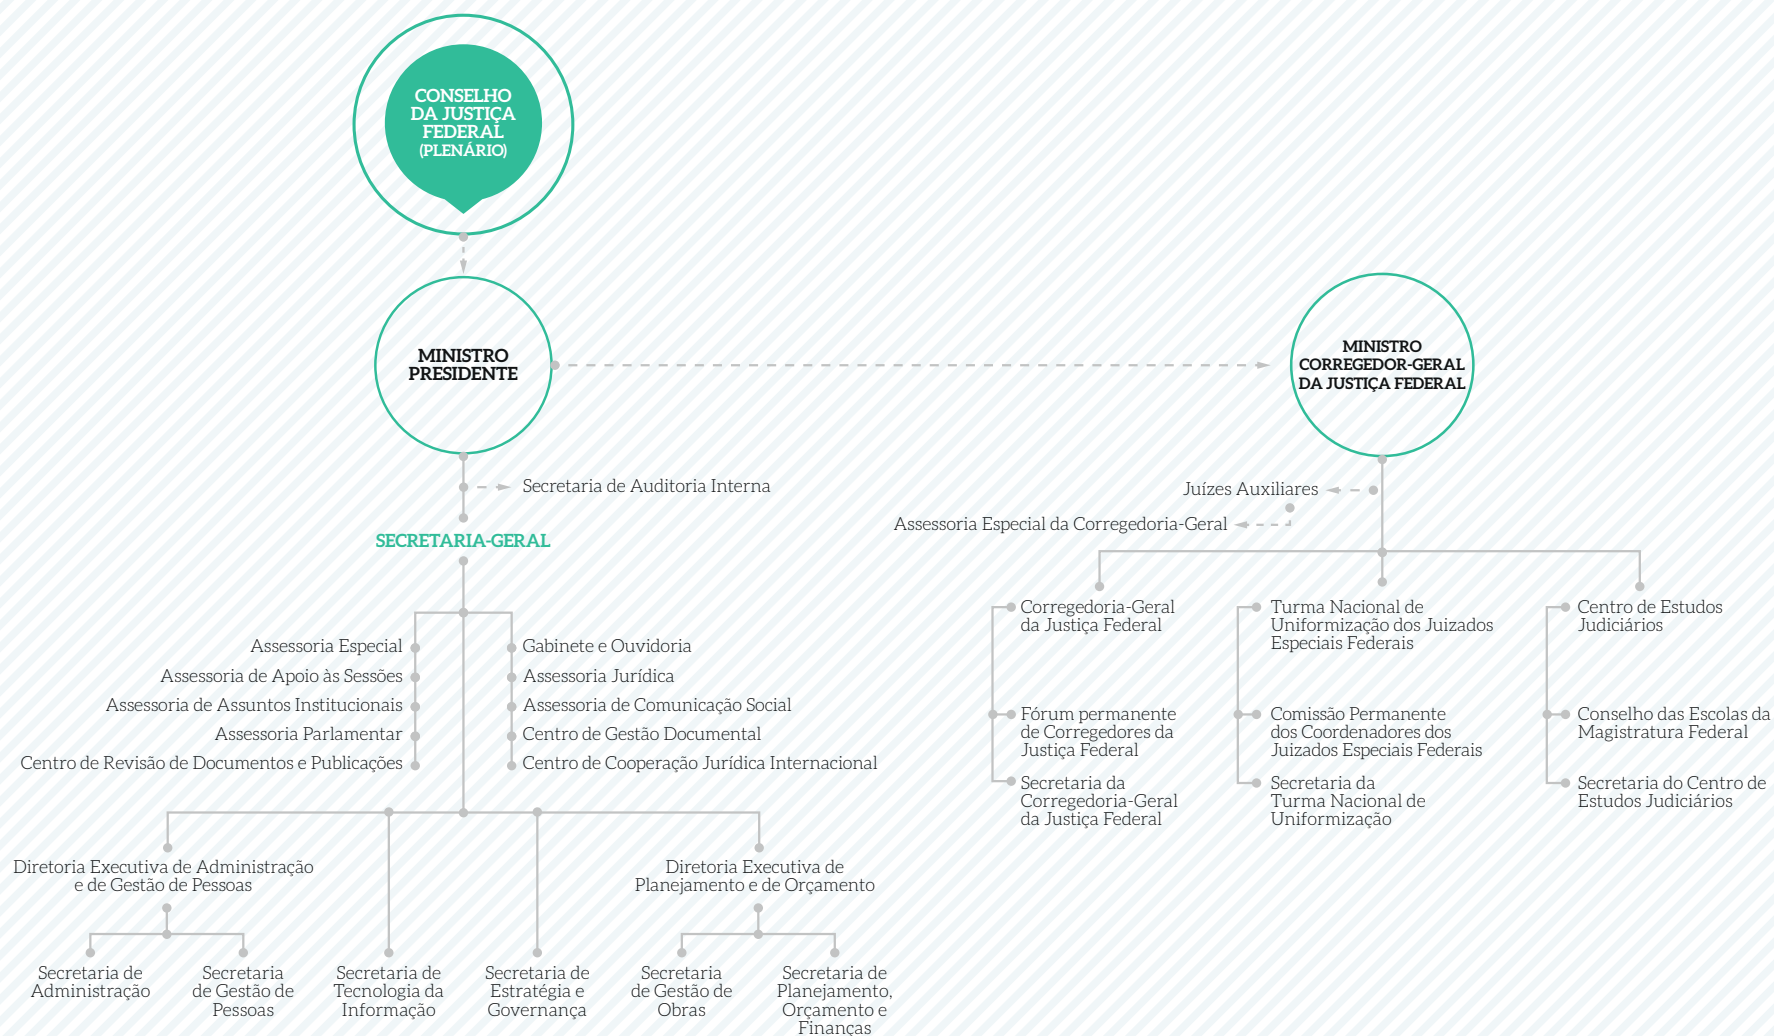 CONSELHO
DA JUSTIÇA
FEDERAL
(PLENÁRIO)
MINISTRO
PRESIDENTE
MINISTRO
CORREGEDOR-GERAL
DA JUSTIÇA FEDERAL
Secretaria de Auditoria Interna
SECRETARIA-GERAL
Assessoria Especial
Assessoria de Apoio às Sessões
Assessoria de Assuntos Institucionais
Assessoria Parlamentar
Centro de Revisão de Documentos e Publicações
Gabinete e Ouvidoria
Assessoria Jurídica
Assessoria de Comunicação Social
Centro de Gestão Documental
Centro de Cooperação Jurídica Internacional
Diretoria Executiva de Administração
e de Gestão de Pessoas
Diretoria Executiva de
Planejamento e de Orçamento
Secretaria de
Administração
Secretaria
de Gestão de
Pessoas
Secretaria de
Tecnologia da
Informação
Secretaria de
Estratégia e
Governança
Secretaria
de Gestão de
Obras
Secretaria de
Planejamento,
Orçamento e
Finanças
Juízes Auxiliares
Assessoria Especial da Corregedoria-Geral
Corregedoria-Geral
da Justiça Federal
Fórum permanente
de Corregedores da
Justiça Federal
Secretaria da
Corregedoria-Geral
da Justiça Federal
Turma Nacional de
Uniformização dos Juizados
Especiais Federais
Comissão Permanente
dos Coordenadores dos
Juizados Especiais Federais
Secretaria da
Turma Nacional de
Uniformização
Centro de Estudos
Judiciários
Conselho das Escolas da
Magistratura Federal
Secretaria do Centro de
Estudos Judiciários